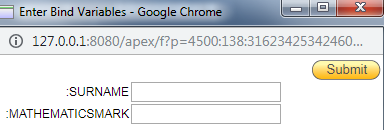 Enter Bind Variables - Google Chrome
127.0.0.1:8080/apex/f?p=4500:138:31623425342460...
Submit
:SURNAME
:MATHEMATICSMARK